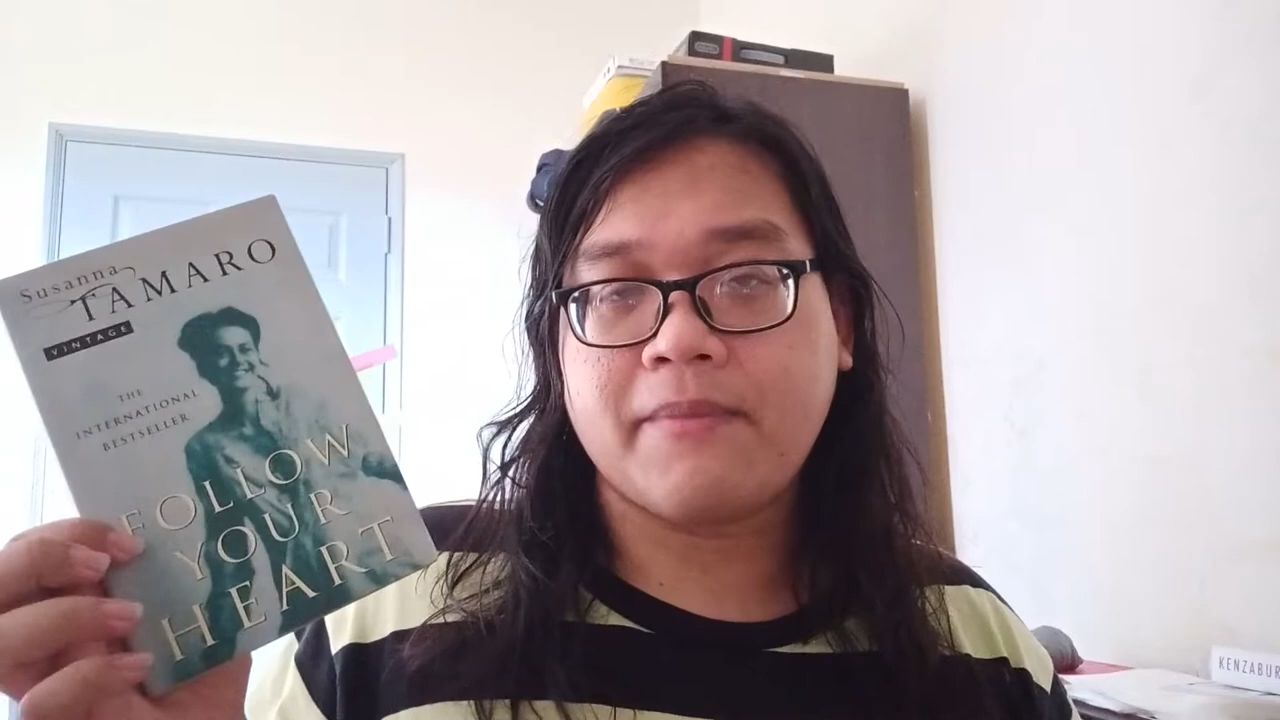 Susanna
TAMARO
VINTAGE
THE
INTERNATIONAL
BESTSELLER
FOLLOW
YOUR
HEART
KENZABUR